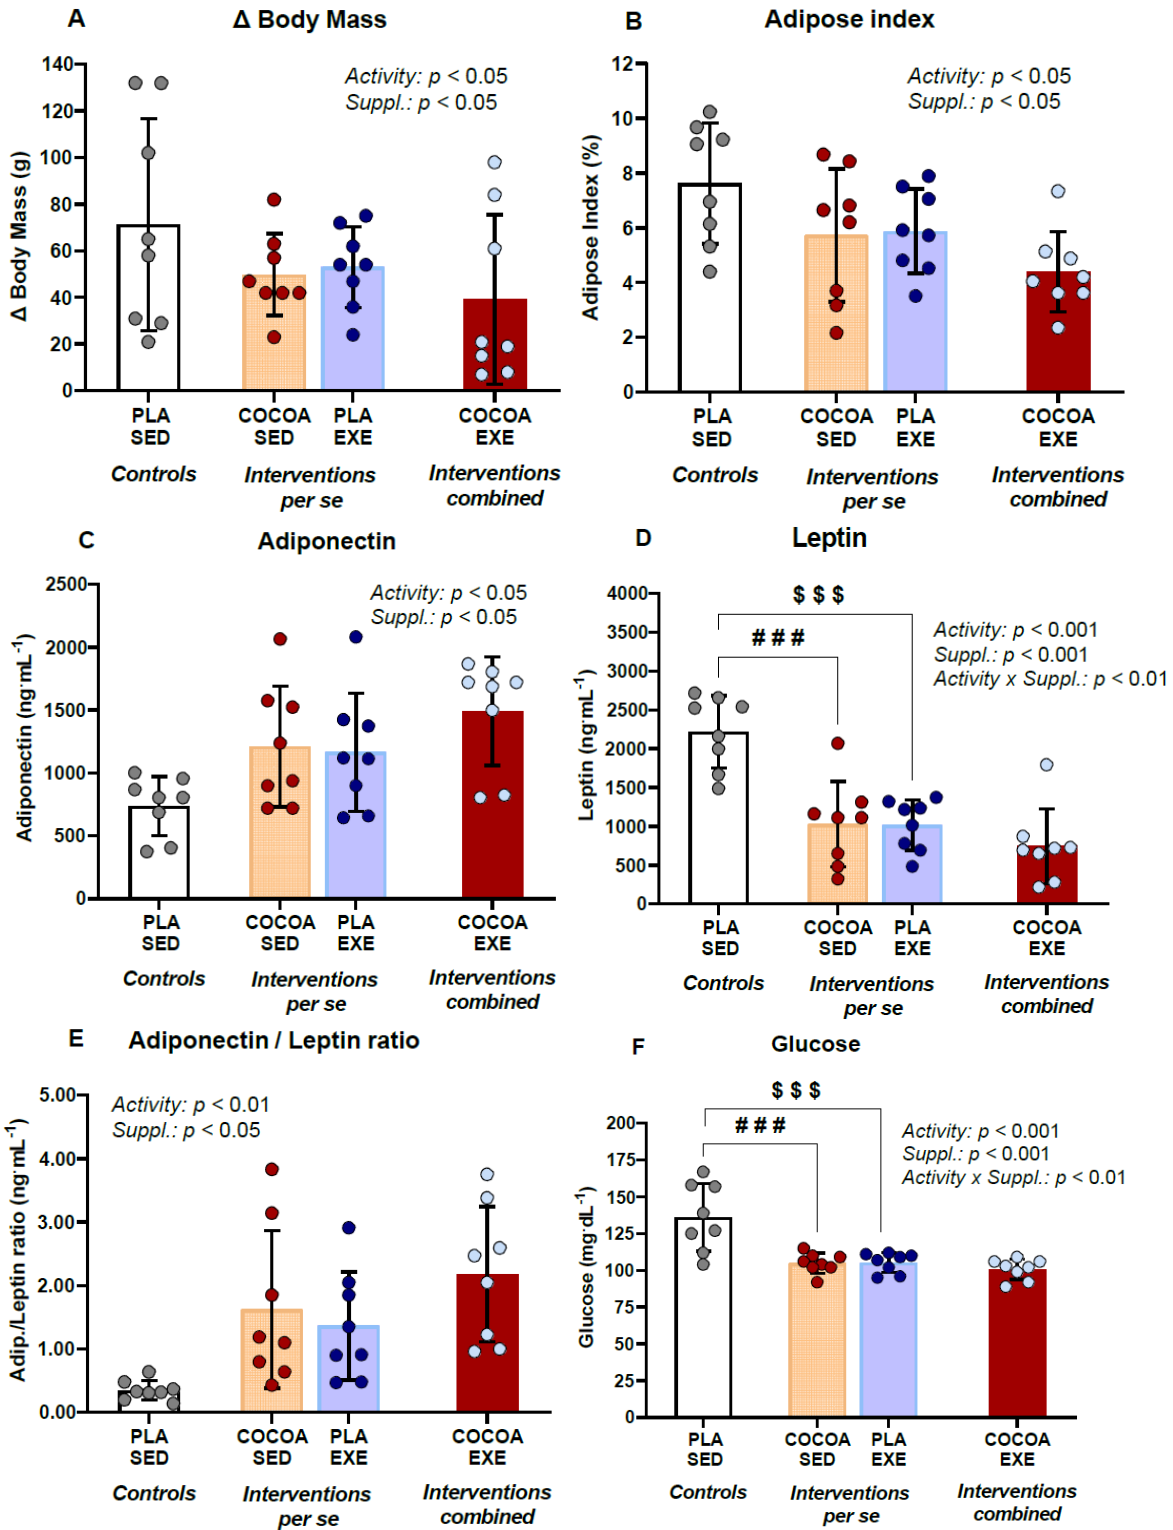 A
Δ Body Mass
Δ Body Mass (g)
140
120
100
80
60
40
20
0
Activity: p < 0.05
Suppl.: p < 0.05
PLA SED
COCOA SED
PLA EXE
COCOA EXE
Controls
Interventions per se
Interventions combined
B
Adipose index
Adipose Index (%)
12
10
8
6
4
2
0
Activity: p < 0.05
Suppl.: p < 0.05
PLA SED
COCOA SED
PLA EXE
COCOA EXE
Controls
Interventions per se
Interventions combined
C
Adiponectin
Adiponectin (ng·mL⁻¹)
2500
2000
1500
1000
500
0
Activity: p < 0.05
Suppl.: p < 0.05
PLA SED
COCOA SED
PLA EXE
COCOA EXE
Controls
Interventions per se
Interventions combined
D
Leptin
Leptin (ng·mL⁻¹)
4000
3500
3000
2500
2000
1500
1000
500
0
$ $ $
# # #
Activity: p < 0.001
Suppl.: p < 0.001
Activity x Suppl.: p < 0.01
PLA SED
COCOA SED
PLA EXE
COCOA EXE
Controls
Interventions per se
Interventions combined
E
Adiponectin / Leptin ratio
Adip./Leptin ratio (ng·mL⁻¹)
5.00
4.00
3.00
2.00
1.00
0.00
Activity: p < 0.01
Suppl.: p < 0.05
PLA SED
COCOA SED
PLA EXE
COCOA EXE
Controls
Interventions per se
Interventions combined
F
Glucose
Glucose (mg·dL⁻¹)
200
175
150
125
100
75
50
25
0
$ $ $
# # #
Activity: p < 0.001
Suppl.: p < 0.001
Activity x Suppl.: p < 0.01
PLA SED
COCOA SED
PLA EXE
COCOA EXE
Controls
Interventions per se
Interventions combined